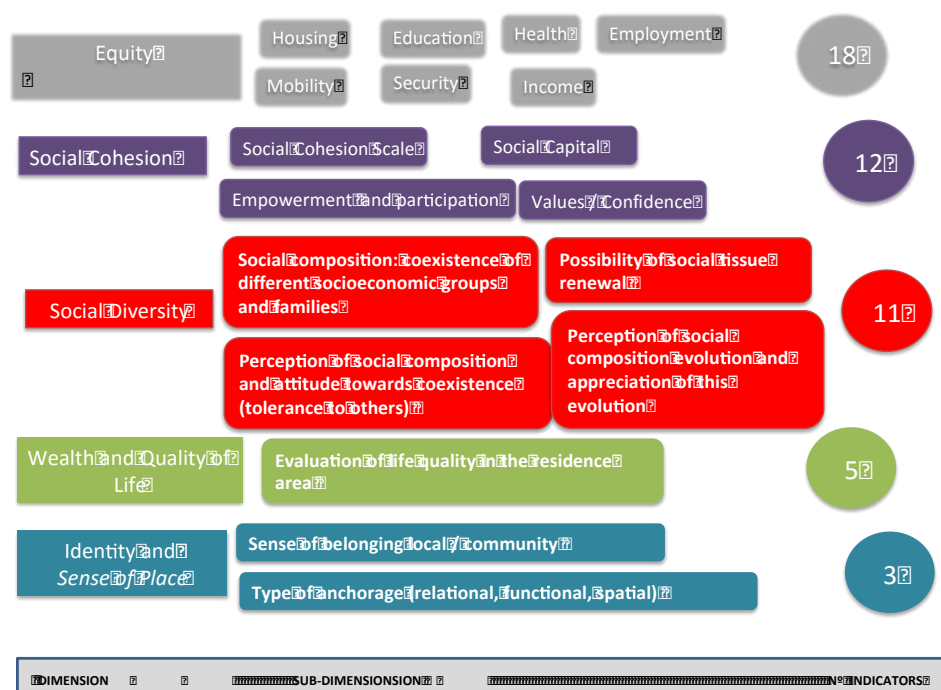 Equity
Housing
Education
Health
Employment
18
Mobility
Security
Income
Social Cohesion
Social Cohesion Scale
Social Capital
12
Empowerment and participation
Values / Confidence
Social Diversity
Social composition: coexistence of
different socioeconomic groups
and families
Possibility of social tissue
renewal
11
Perception of social composition
and attitude towards coexistence
(tolerance to others)
Perception of social
composition evolution and
appreciation of this
evolution
Wealth and Quality of
Life
Evaluation of life quality in the residence
area
5
Identity and
Sense of Place
Sense of belonging local / community
Type of anchorage (relational, functional, spatial)
3
DIMENSION SUB-DIMENSIONSION Nº INDICATORS